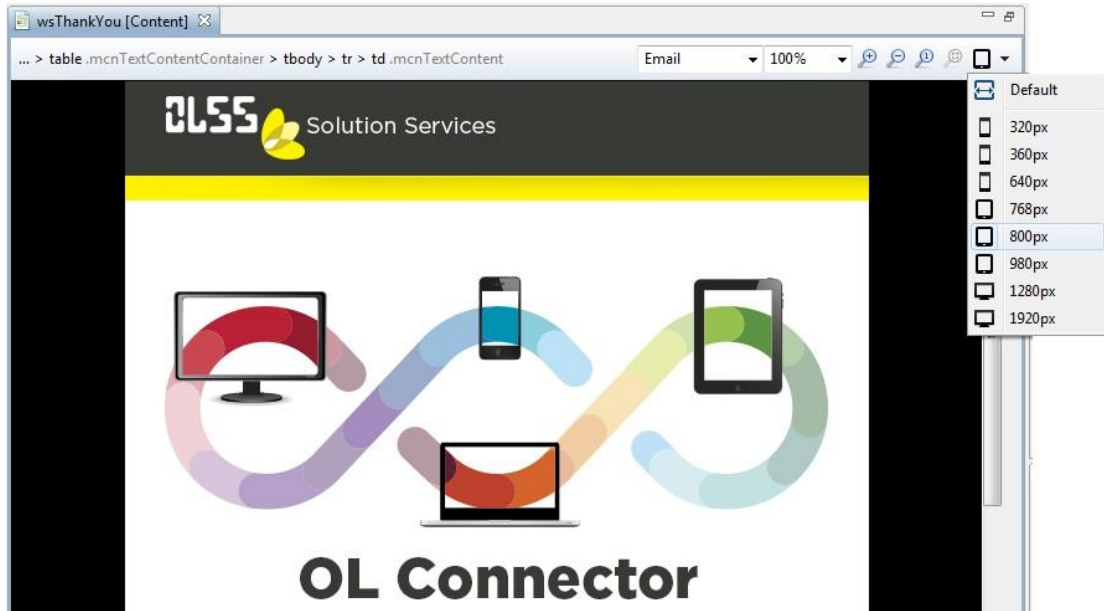 wsThankYou [Content]
... > table .mcnTextContentContainer > tbody > tr > td .mcnTextContent
Email
100%
Default
320px
360px
640px
768px
800px
980px
1280px
1920px
OLSS Solution Services
OL Connector